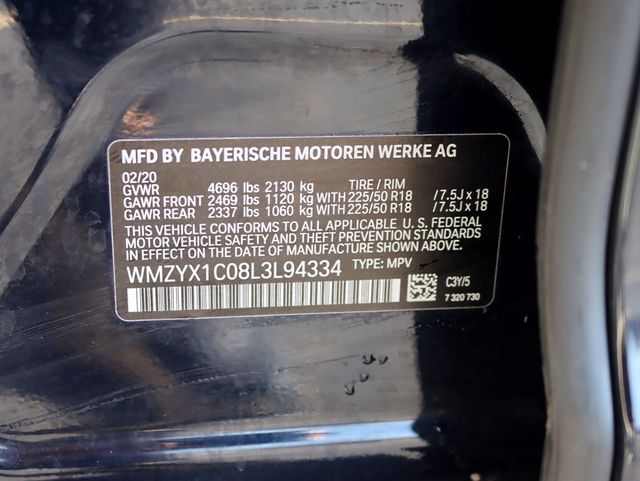 MFD BY BAYERISCHE MOTOREN WERKE AG
02/20
GVWR 4696 lbs 2130 kg TIRE / RIM
GAWR FRONT 2469 lbs 1120 kg WITH 225/50 R18 /7.5J x 18
GAWR REAR 2337 lbs 1060 kg WITH 225/50 R18 /7.5J x 18
THIS VEHICLE CONFORMS TO ALL APPLICABLE U. S. FEDERAL
MOTOR VEHICLE SAFETY AND THEFT PREVENTION STANDARDS
IN EFFECT ON THE DATE OF MANUFACTURE SHOWN ABOVE.
WMZYX1C08L3L94334 TYPE: MPV
C3Y/5
7 320 730